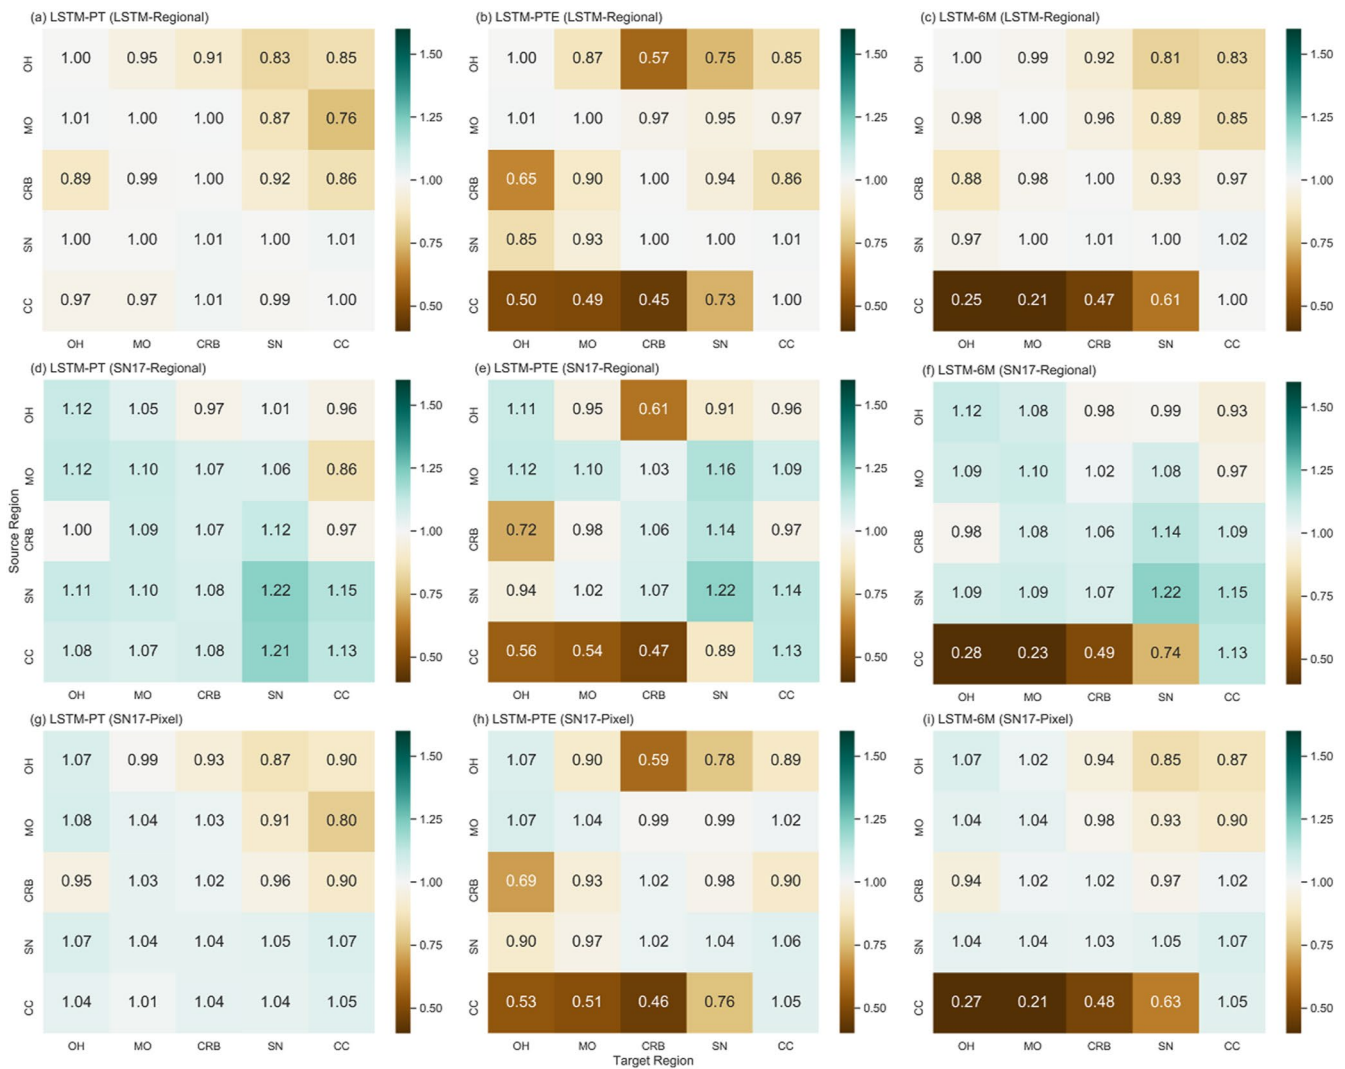 (a) LSTM-PT (LSTM-Regional)
OH 1.00 0.95 0.91 0.83 0.85
MO 1.01 1.00 1.00 0.87 0.76
CRB 0.89 0.99 1.00 0.92 0.86
SN 1.00 1.00 1.01 1.00 1.01
CC 0.97 0.97 1.01 0.99 1.00
OH MO CRB SN CC
1.50
1.25
1.00
0.75
0.50
(b) LSTM-PTE (LSTM-Regional)
OH 1.00 0.87 0.57 0.75 0.85
MO 1.01 1.00 0.97 0.95 0.97
CRB 0.65 0.90 1.00 0.94 0.86
SN 0.85 0.93 1.00 1.00 1.01
CC 0.50 0.49 0.45 0.73 1.00
OH MO CRB SN CC
1.50
1.25
1.00
0.75
0.50
(c) LSTM-6M (LSTM-Regional)
OH 1.00 0.99 0.92 0.81 0.83
MO 0.98 1.00 0.96 0.89 0.85
CRB 0.88 0.98 1.00 0.93 0.97
SN 0.97 1.00 1.01 1.00 1.02
CC 0.25 0.21 0.47 0.61 1.00
OH MO CRB SN CC
1.50
1.25
1.00
0.75
0.50
Source Region
(d) LSTM-PT (SN17-Regional)
OH 1.12 1.05 0.97 1.01 0.96
MO 1.12 1.10 1.07 1.06 0.86
CRB 1.00 1.09 1.07 1.12 0.97
SN 1.11 1.10 1.08 1.22 1.15
CC 1.08 1.07 1.08 1.21 1.13
OH MO CRB SN CC
1.50
1.25
1.00
0.75
0.50
(e) LSTM-PTE (SN17-Regional)
OH 1.11 0.95 0.61 0.91 0.96
MO 1.12 1.10 1.03 1.16 1.09
CRB 0.72 0.98 1.06 1.14 0.97
SN 0.94 1.02 1.07 1.22 1.14
CC 0.56 0.54 0.47 0.89 1.13
OH MO CRB SN CC
1.50
1.25
1.00
0.75
0.50
(f) LSTM-6M (SN17-Regional)
OH 1.12 1.08 0.98 0.99 0.93
MO 1.09 1.10 1.02 1.08 0.97
CRB 0.98 1.08 1.06 1.14 1.09
SN 1.09 1.09 1.07 1.22 1.15
CC 0.28 0.23 0.49 0.74 1.13
OH MO CRB SN CC
1.50
1.25
1.00
0.75
0.50
(g) LSTM-PT (SN17-Pixel)
OH 1.07 0.99 0.93 0.87 0.90
MO 1.08 1.04 1.03 0.91 0.80
CRB 0.95 1.03 1.02 0.96 0.90
SN 1.07 1.04 1.04 1.05 1.07
CC 1.04 1.01 1.04 1.04 1.05
OH MO CRB SN CC
1.50
1.25
1.00
0.75
0.50
(h) LSTM-PTE (SN17-Pixel)
OH 1.07 0.90 0.59 0.78 0.89
MO 1.07 1.04 0.99 0.99 1.02
CRB 0.69 0.93 1.02 0.98 0.90
SN 0.90 0.97 1.02 1.04 1.06
CC 0.53 0.51 0.46 0.76 1.05
OH MO CRB SN CC
1.50
1.25
1.00
0.75
0.50
(i) LSTM-6M (SN17-Pixel)
OH 1.07 1.02 0.94 0.85 0.87
MO 1.04 1.04 0.98 0.93 0.90
CRB 0.94 1.02 1.02 0.97 1.02
SN 1.04 1.04 1.03 1.05 1.07
CC 0.27 0.21 0.48 0.63 1.05
OH MO CRB SN CC
1.50
1.25
1.00
0.75
0.50
Target Region